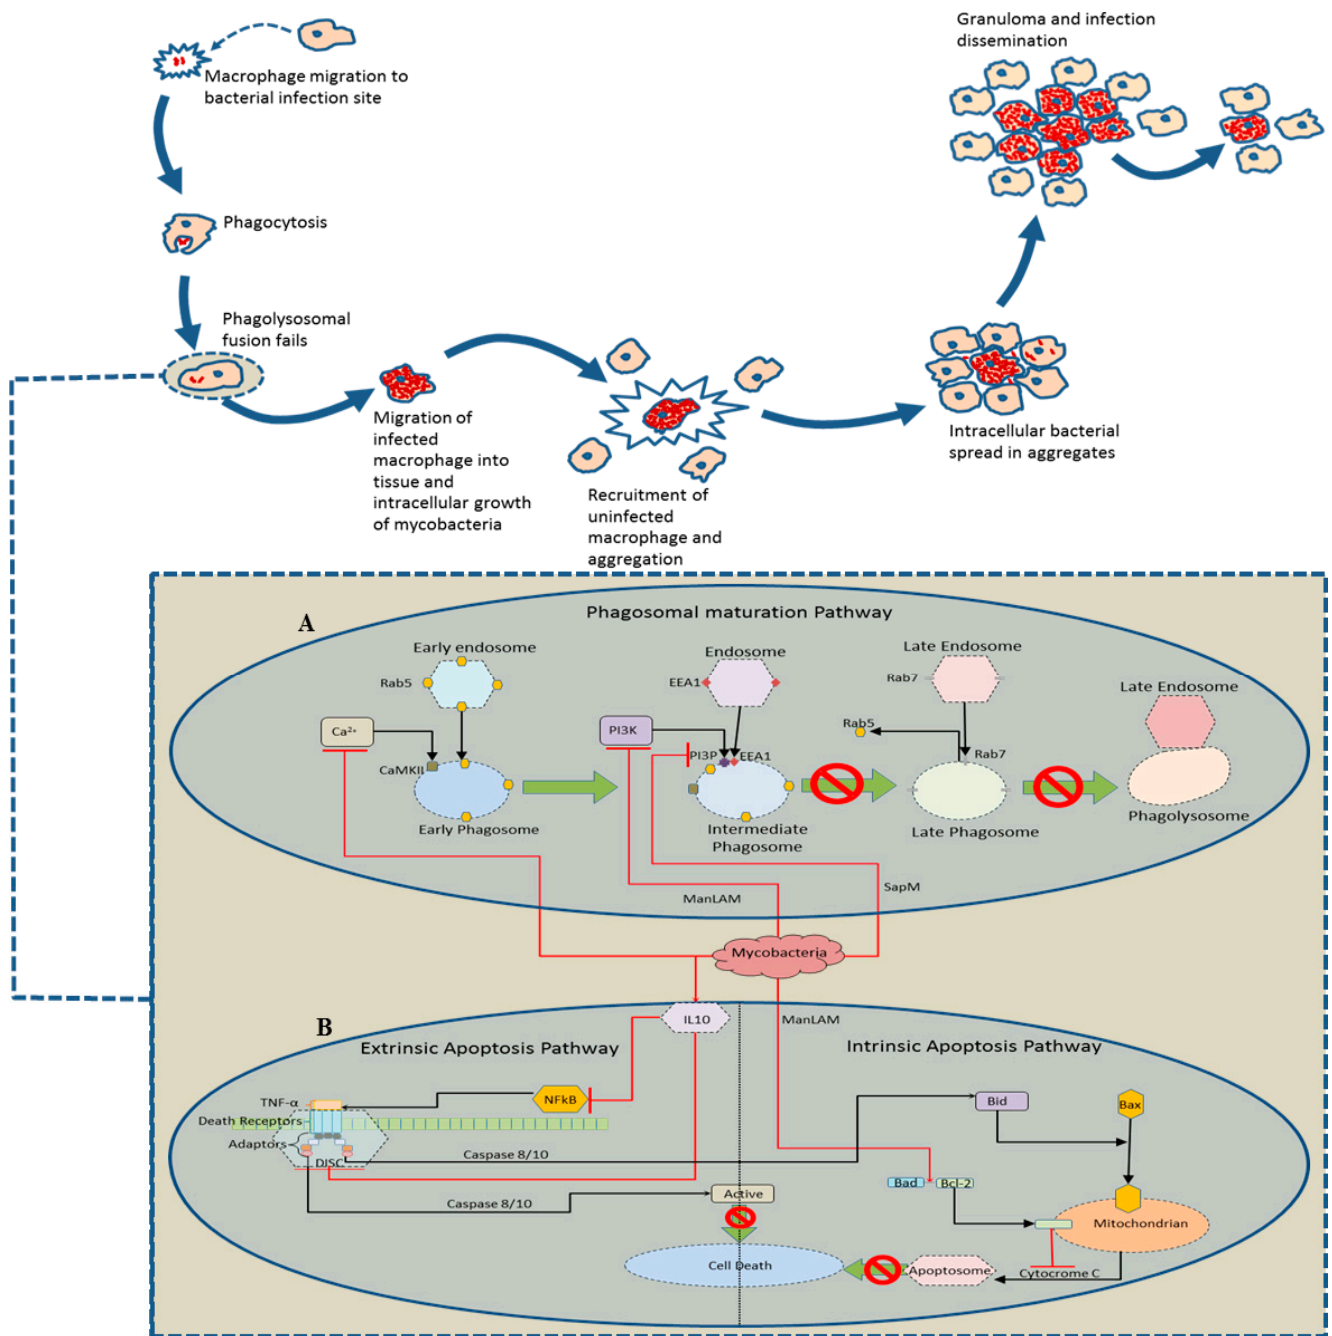 Granuloma and infection
dissemination
Macrophage migration to
bacterial infection site
Phagocytosis
Phagolysosomal
fusion fails
Migration of
infected
macrophage into
tissue and
intracellular growth
of mycobacteria
Recruitment of
uninfected
macrophage and
aggregation
Intracellular bacterial
spread in aggregates
A
Phagosomal maturation Pathway
Early endosome
Rab5
Ca2+
CaMKII
Early Phagosome
Endosome
EEA1
PI3K
PI3P
EEA1
Intermediate
Phagosome
Late Endosome
Rab7
Rab5
Rab7
Late Phagosome
Late Endosome
Phagolysosome
ManLAM
SapM
Mycobacteria
B
IL10
ManLAM
Extrinsic Apoptosis Pathway
Intrinsic Apoptosis Pathway
TNF-α
NFkB
Death Receptors
Adaptors
DISC
Caspase 8/10
Caspase 8/10
Active
Bid
Bax
Bad
Bcl-2
Mitochondrian
Cytocrome C
Apoptosome
Cell Death